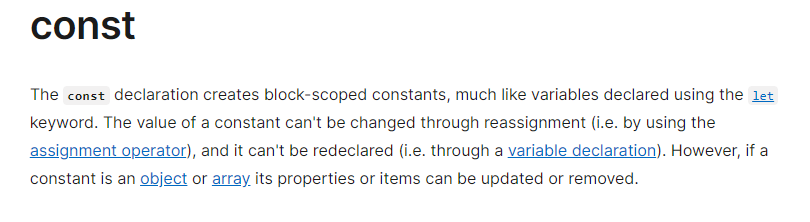 const
The const declaration creates block-scoped constants, much like variables declared using the let
keyword. The value of a constant can't be changed through reassignment (i.e. by using the
assignment operator), and it can't be redeclared (i.e. through a variable declaration). However, if a
constant is an object or array its properties or items can be updated or removed.